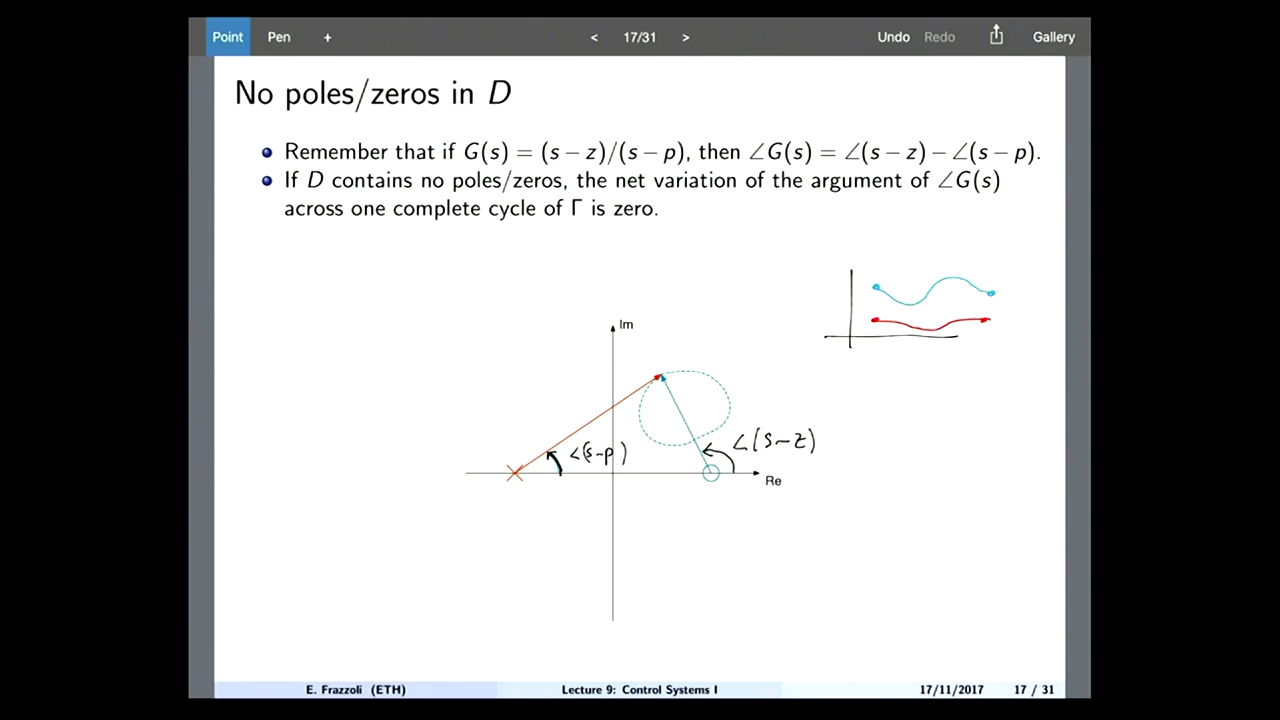 Point Pen + < 17/31 > Undo Redo Gallery
No poles/zeros in D
Remember that if G(s) = (s − z)/(s − p), then ∠G(s) = ∠(s − z) − ∠(s − p).
If D contains no poles/zeros, the net variation of the argument of ∠G(s)
across one complete cycle of Γ is zero.
Im
∠(s-p)
∠(s-z)
Re
E. Frazzoli (ETH) Lecture 9: Control Systems I 17/11/2017 17 / 31